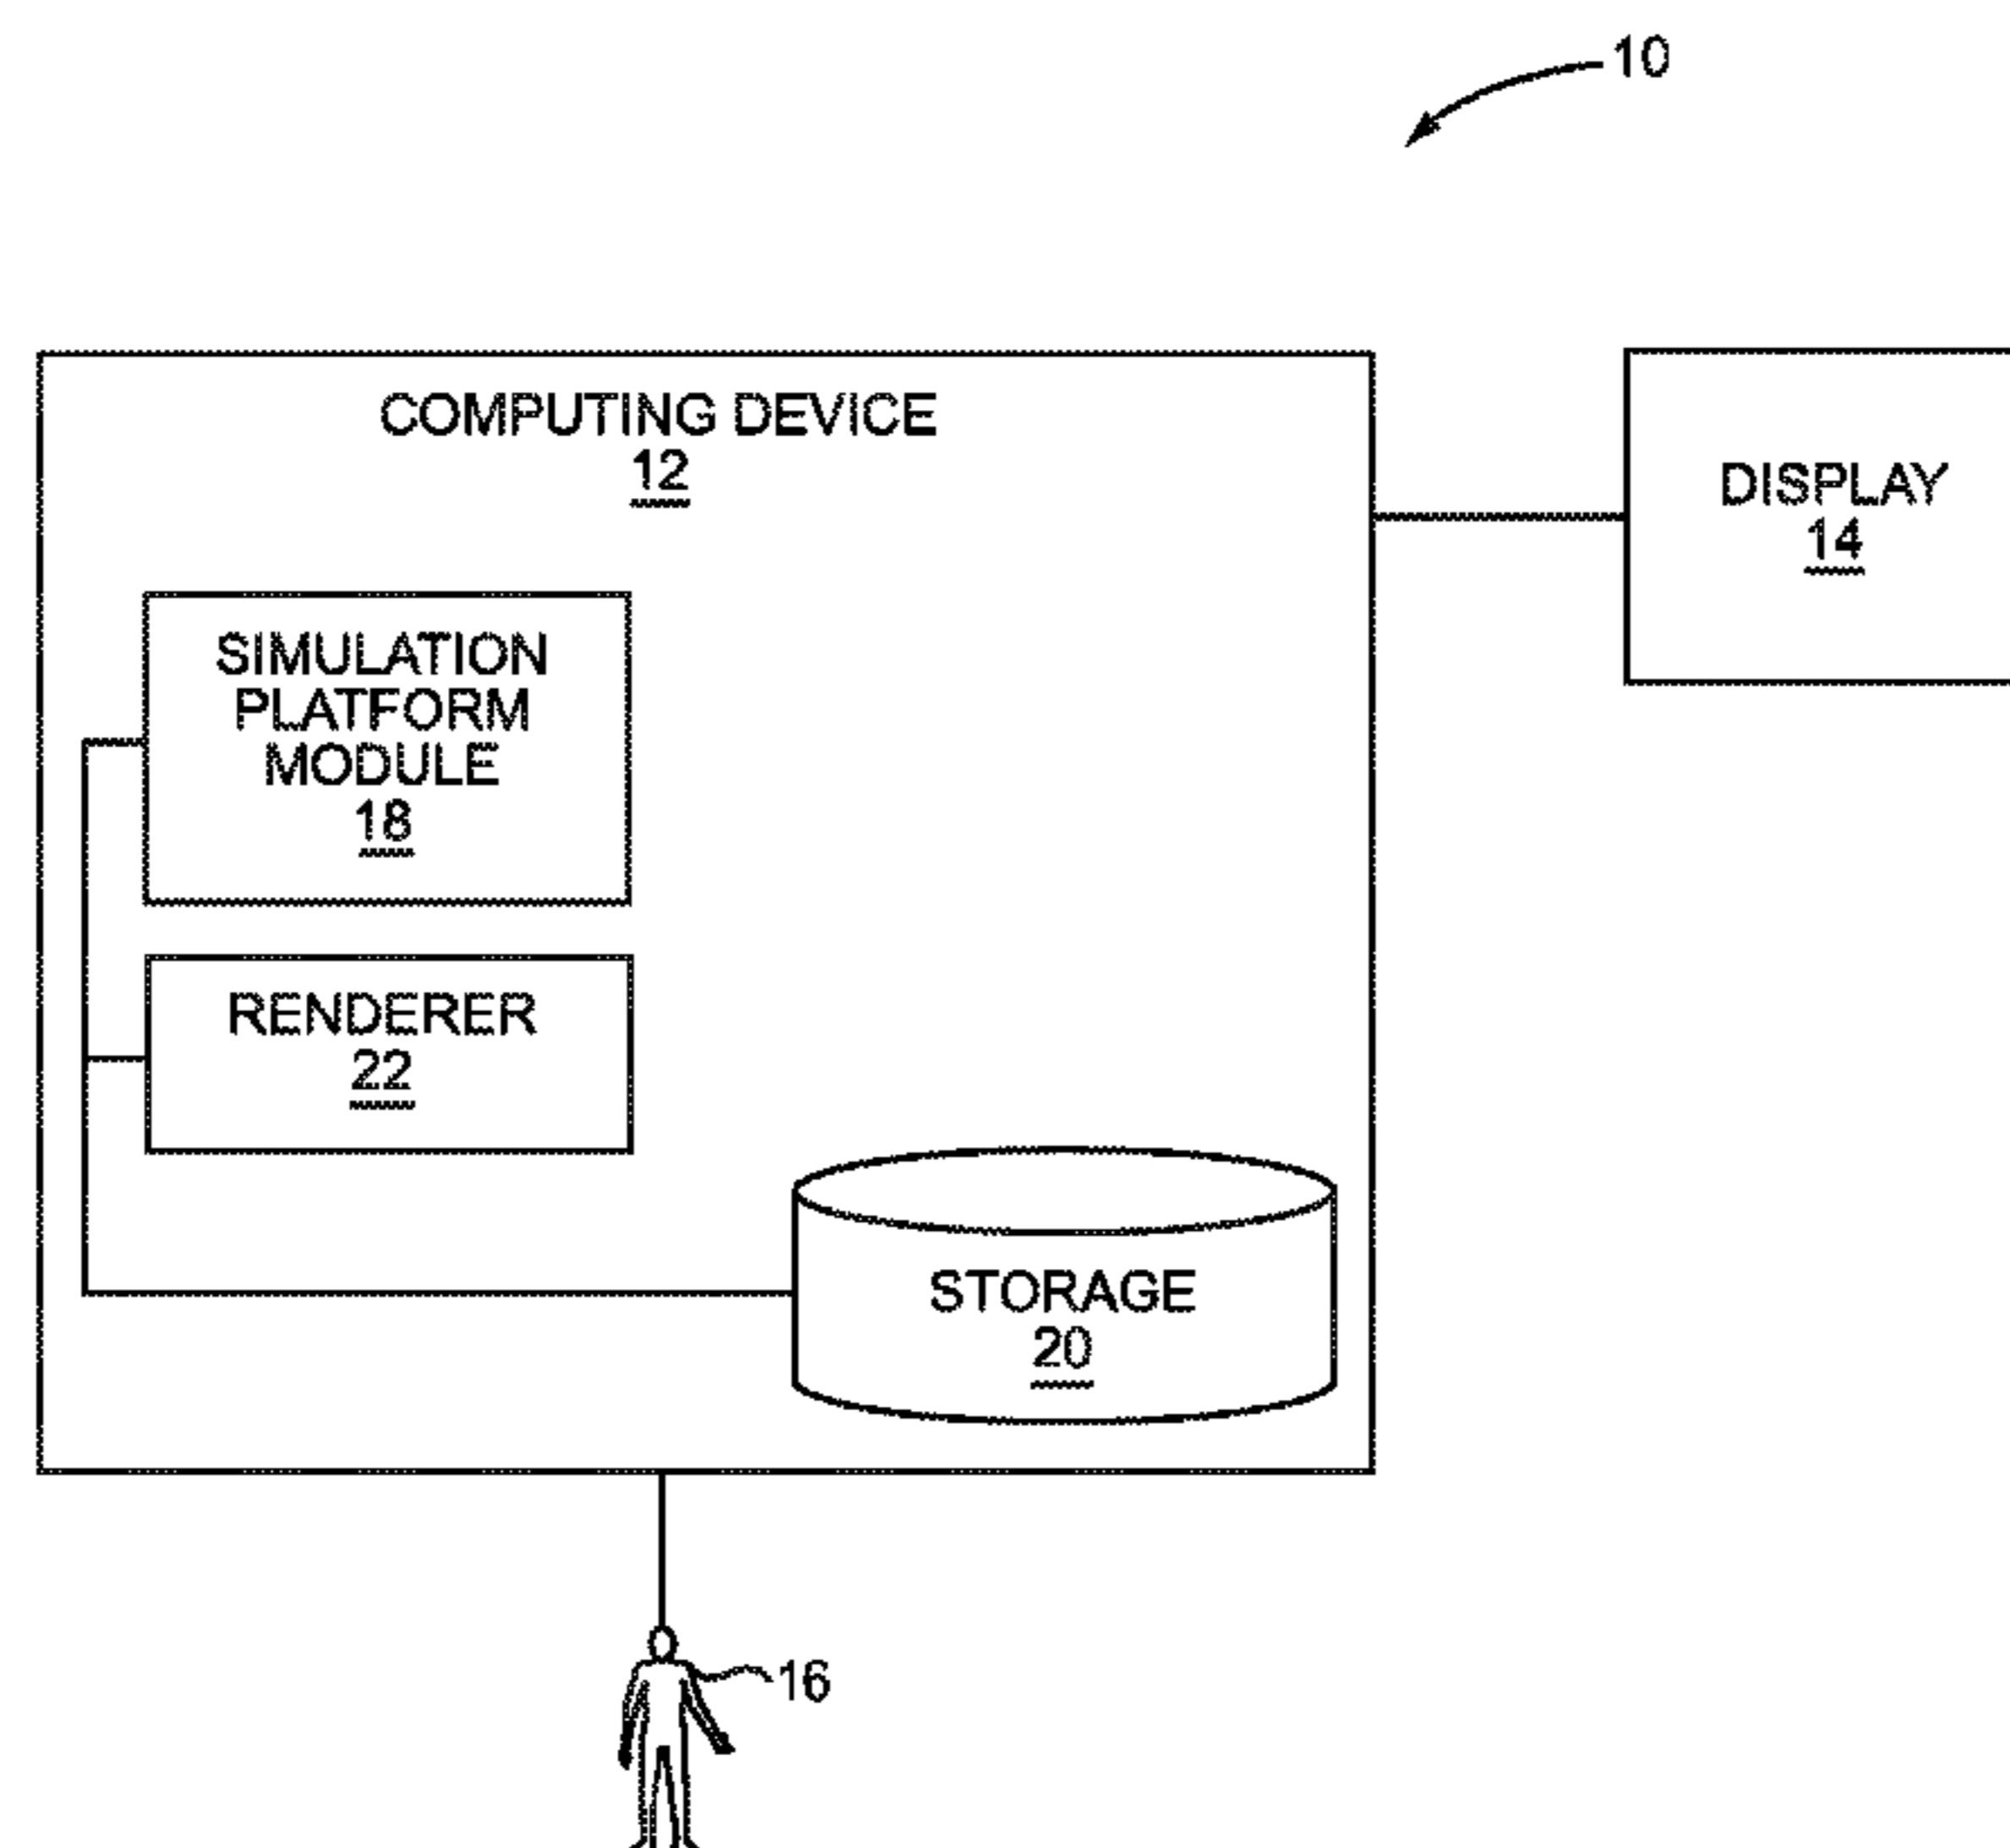 10
COMPUTING DEVICE
12
DISPLAY
14
SIMULATION
PLATFORM
MODULE
18
RENDERER
22
STORAGE
20
16